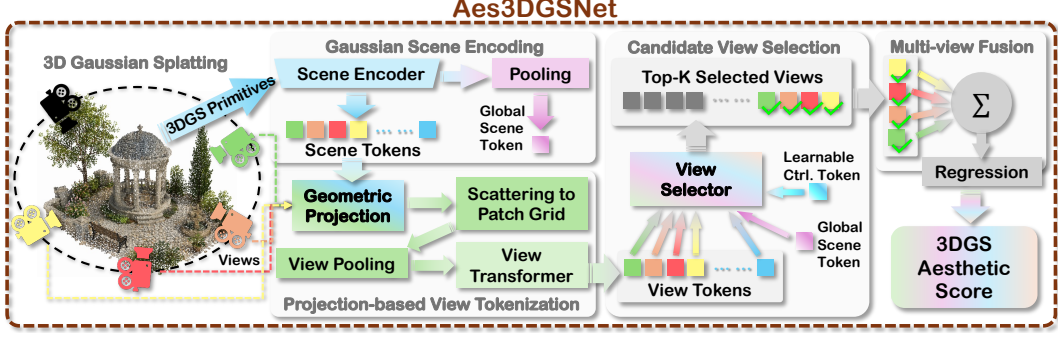 Aes3DGSNet
3D Gaussian Splatting
3DGS Primitives
Views
Gaussian Scene Encoding
Scene Encoder
Pooling
Global
Scene
Token
... ...
Scene Tokens
Geometric
Projection
Scattering to
Patch Grid
View Pooling
View
Transformer
Projection-based View Tokenization
Candidate View Selection
Top-K Selected Views
... ...
View
Selector
Learnable
Ctrl. Token
Global
Scene
Token
... ...
View Tokens
Multi-view Fusion
Σ
Regression
3DGS
Aesthetic
Score